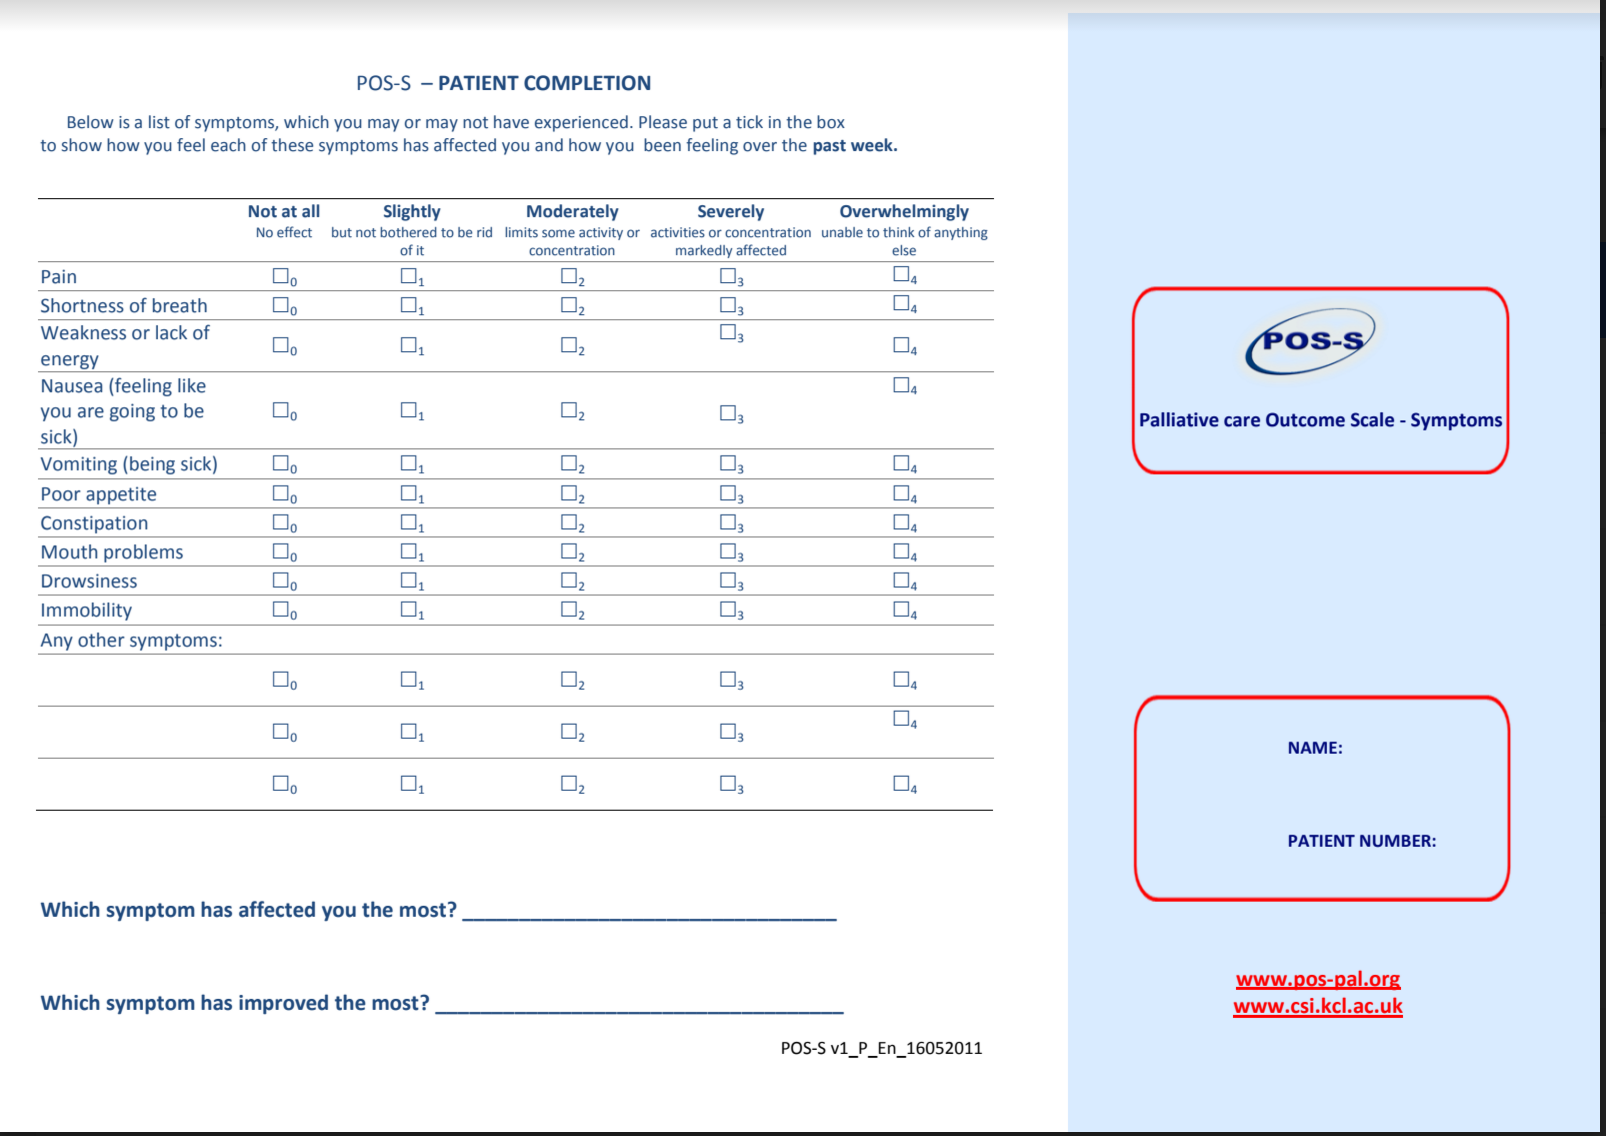 POS-S – PATIENT COMPLETION
Below is a list of symptoms, which you may or may not have experienced. Please put a tick in the box
to show how you feel each of these symptoms has affected you and how you been feeling over the past week.
Not at all Slightly Moderately Severely Overwhelmingly
No effect but not bothered to be rid limits some activity or activities or concentration unable to think of anything
of it concentration markedly affected else
Pain ☐0 ☐1 ☐2 ☐3 ☐4
Shortness of breath ☐0 ☐1 ☐2 ☐3 ☐4
Weakness or lack of
energy ☐0 ☐1 ☐2 ☐3 ☐4
Nausea (feeling like
you are going to be
sick) ☐0 ☐1 ☐2 ☐3 ☐4
Vomiting (being sick) ☐0 ☐1 ☐2 ☐3 ☐4
Poor appetite ☐0 ☐1 ☐2 ☐3 ☐4
Constipation ☐0 ☐1 ☐2 ☐3 ☐4
Mouth problems ☐0 ☐1 ☐2 ☐3 ☐4
Drowsiness ☐0 ☐1 ☐2 ☐3 ☐4
Immobility ☐0 ☐1 ☐2 ☐3 ☐4
Any other symptoms:
☐0 ☐1 ☐2 ☐3 ☐4
☐0 ☐1 ☐2 ☐3 ☐4
☐0 ☐1 ☐2 ☐3 ☐4
Which symptom has affected you the most? ________________________________
Which symptom has improved the most? ___________________________________
POS-S v1_P_En_16052011
POS-S
Palliative care Outcome Scale - Symptoms
NAME:
PATIENT NUMBER:
www.pos-pal.org
www.csi.kcl.ac.uk